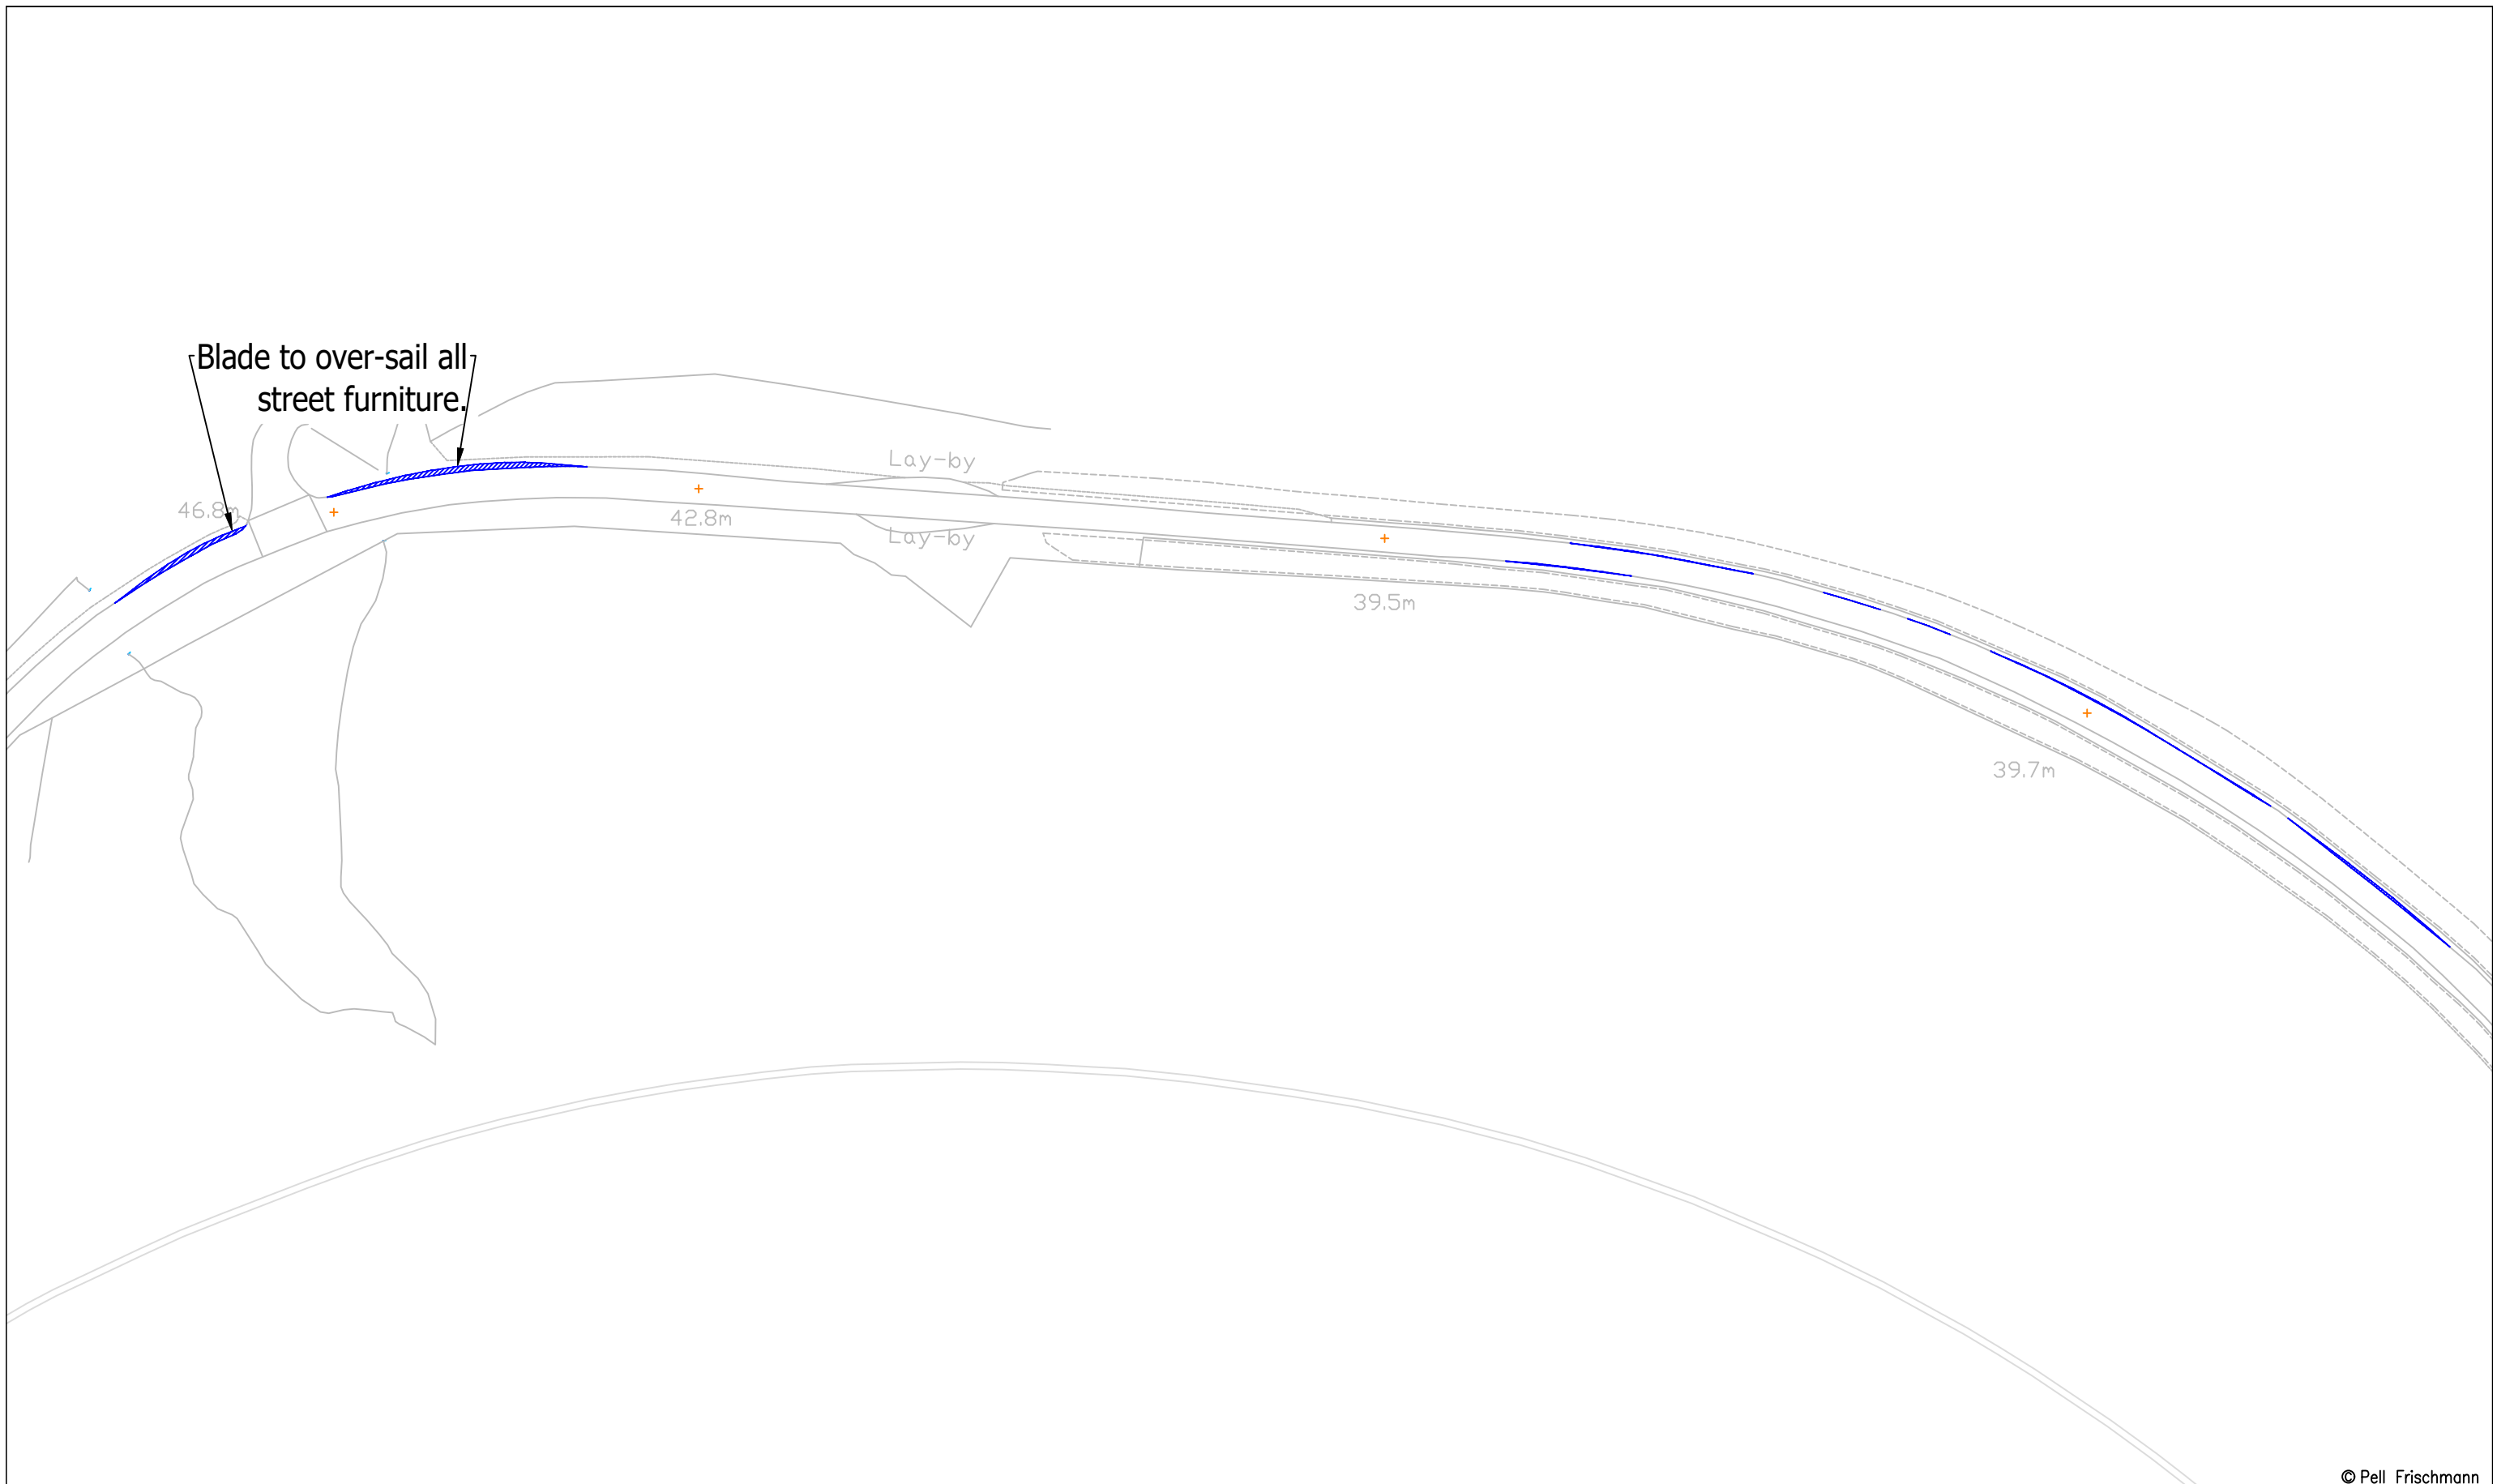 Blade to over-sail all
street furniture.
Lay-by
46.8m
42.8m
Lay-by
39.5m
39.7m
© Pell Frischmann